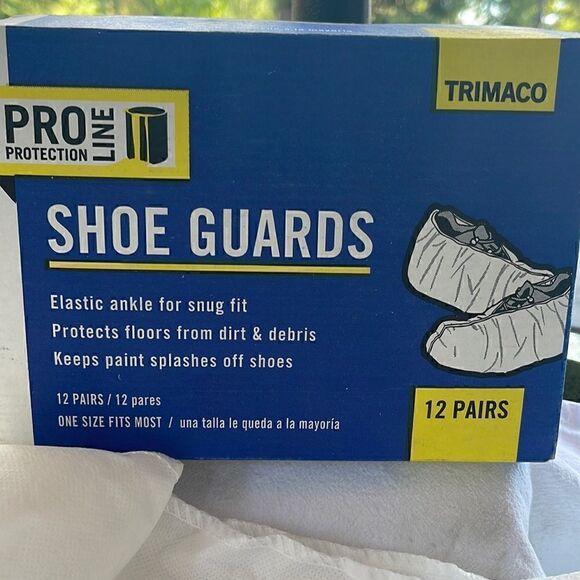 TRIMACO
PRO
PROTECTION
LINE
SHOE GUARDS
Elastic ankle for snug fit
Protects floors from dirt & debris
Keeps paint splashes off shoes
12 PAIRS / 12 pares
ONE SIZE FITS MOST / una talla le queda a la mayoría
12 PAIRS